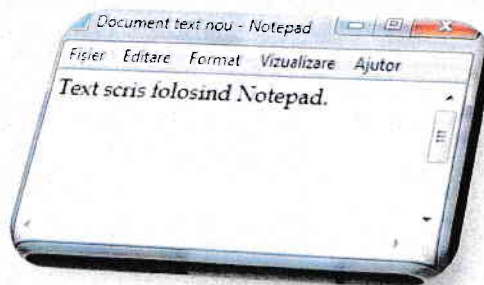 Document text nou - Notepad
Fișier Editare Format Vizualizare Ajutor
Text scris folosind Notepad.